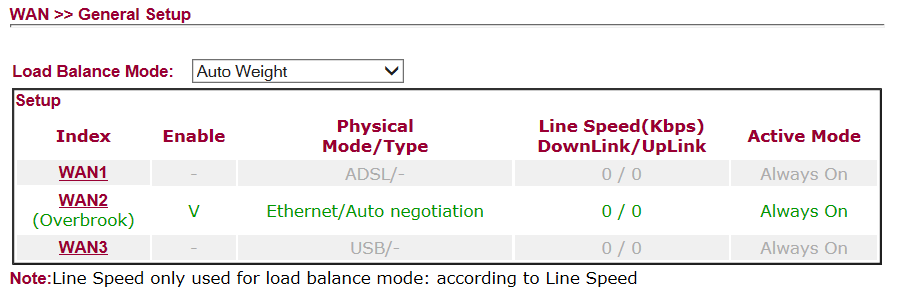 WAN >> General Setup
Load Balance Mode: Auto Weight
Setup
Index Enable Physical Mode/Type Line Speed(Kbps) DownLink/UpLink Active Mode
WAN1 - ADSL/- 0 / 0 Always On
WAN2 (Overbrook) V Ethernet/Auto negotiation 0 / 0 Always On
WAN3 - USB/- 0 / 0 Always On
Note:Line Speed only used for load balance mode: according to Line Speed